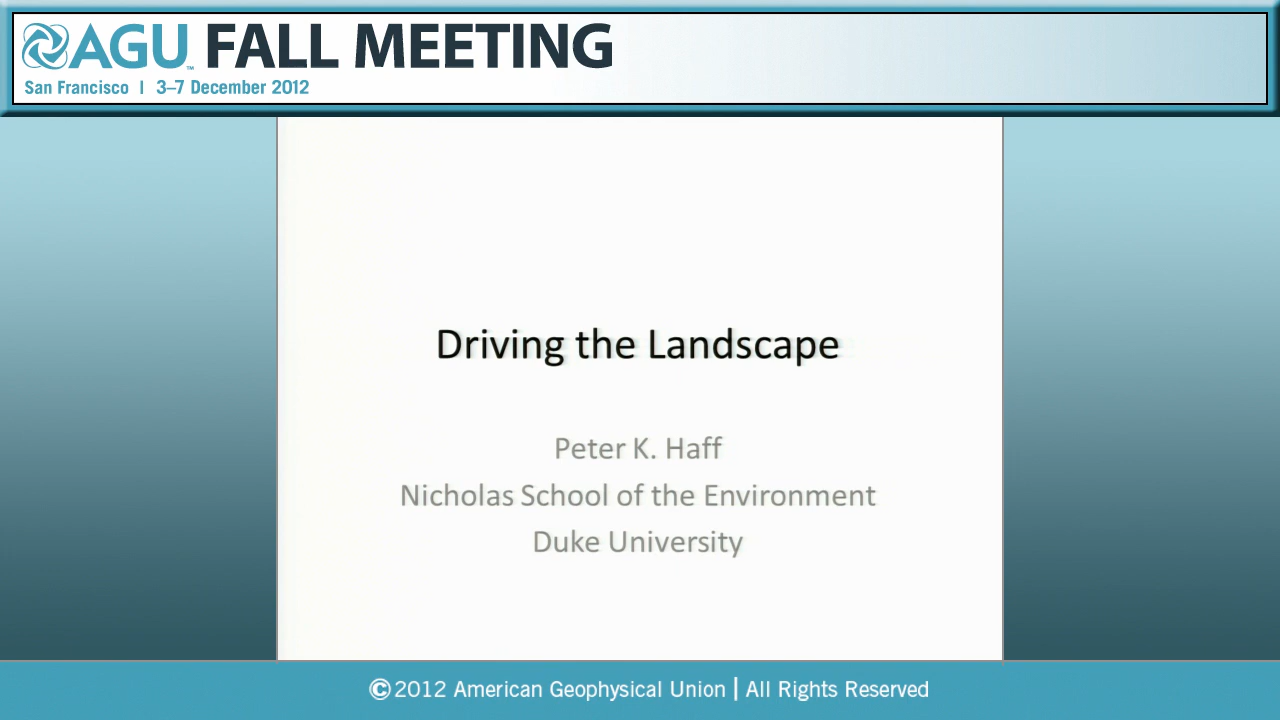 AGU™ FALL MEETING
San Francisco | 3–7 December 2012
Driving the Landscape
Peter K. Haff
Nicholas School of the Environment
Duke University
©2012 American Geophysical Union | All Rights Reserved